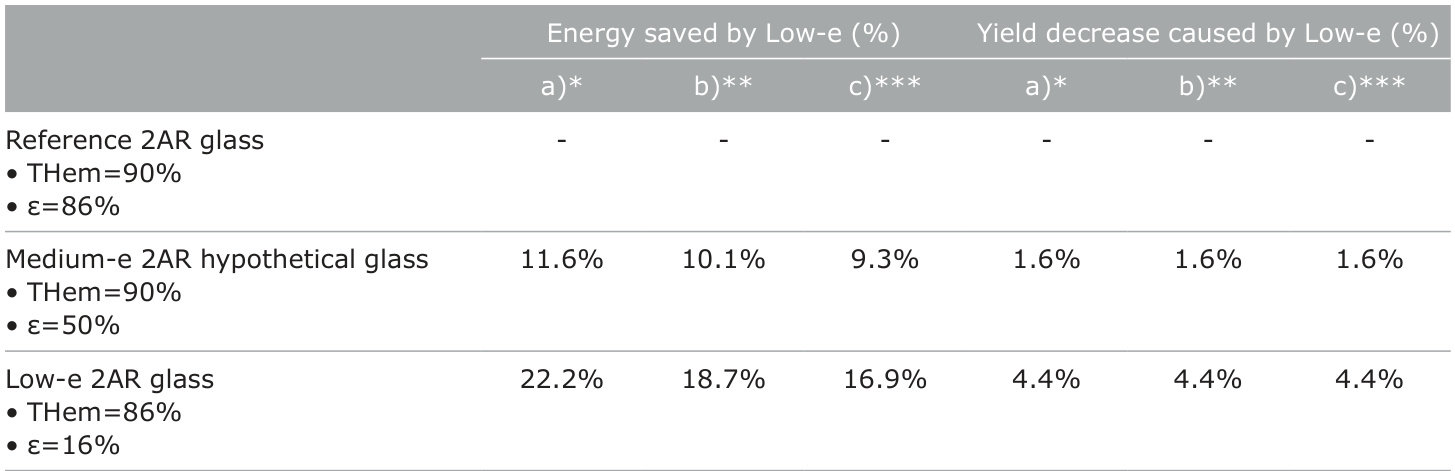 Energy saved by Low-e (%) Yield decrease caused by Low-e (%)
a)* b)** c)*** a)* b)** c)***
Reference 2AR glass - - - - - -
• THem=90%
• ε=86%
Medium-e 2AR hypothetical glass 11.6% 10.1% 9.3% 1.6% 1.6% 1.6%
• THem=90%
• ε=50%
Low-e 2AR glass 22.2% 18.7% 16.9% 4.4% 4.4% 4.4%
• THem=86%
• ε=16%